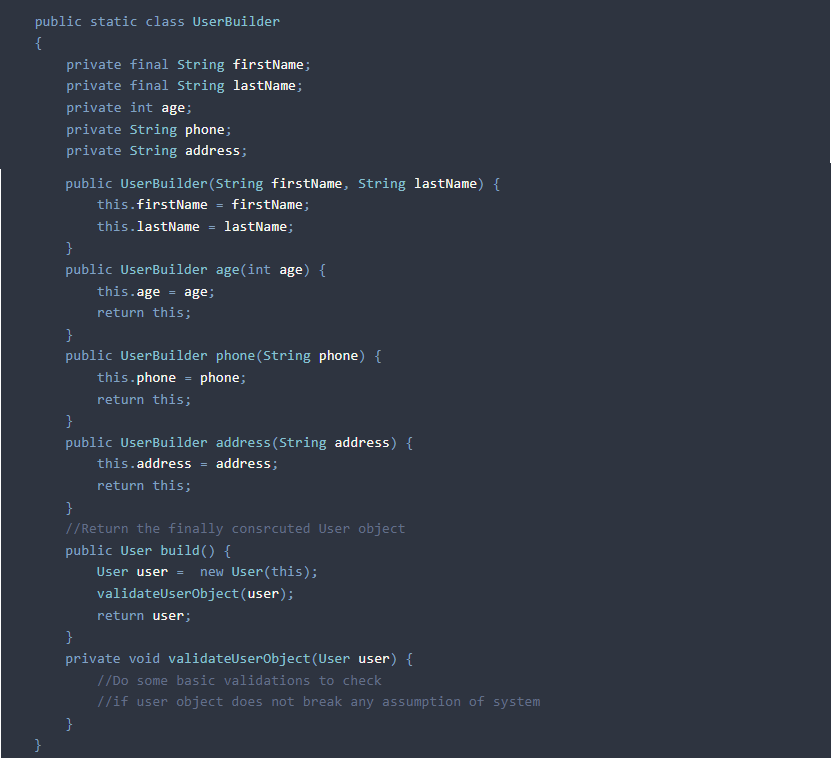 public static class UserBuilder
{
    private final String firstName;
    private final String lastName;
    private int age;
    private String phone;
    private String address;
    public UserBuilder(String firstName, String lastName) {
        this.firstName = firstName;
        this.lastName = lastName;
    }
    public UserBuilder age(int age) {
        this.age = age;
        return this;
    }
    public UserBuilder phone(String phone) {
        this.phone = phone;
        return this;
    }
    public UserBuilder address(String address) {
        this.address = address;
        return this;
    }
    //Return the finally consrcuted User object
    public User build() {
        User user =  new User(this);
        validateUserObject(user);
        return user;
    }
    private void validateUserObject(User user) {
        //Do some basic validations to check
        //if user object does not break any assumption of system
    }
}